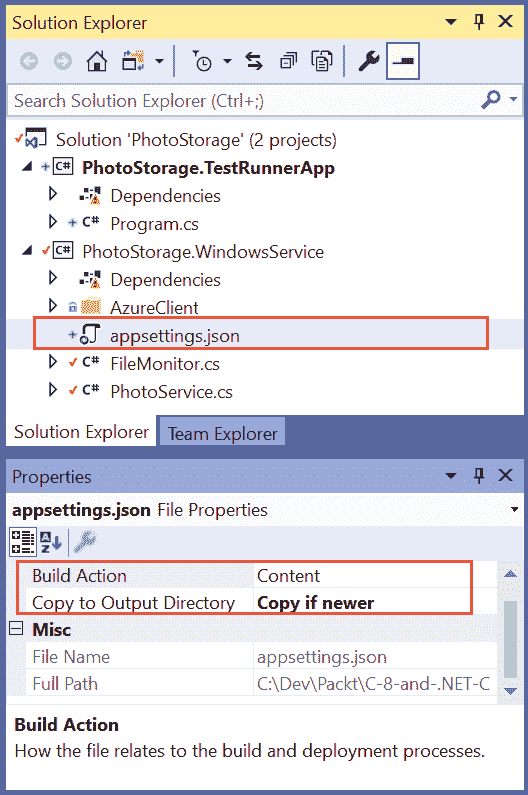 Solution Explorer
Search Solution Explorer (Ctrl+;)
Solution 'PhotoStorage' (2 projects)
C# PhotoStorage.TestRunnerApp
Dependencies
C# Program.cs
C# PhotoStorage.WindowsService
Dependencies
AzureClient
appsettings.json
C# FileMonitor.cs
C# PhotoService.cs
Solution Explorer Team Explorer
Properties
appsettings.json File Properties
Build Action Content
Copy to Output Directory Copy if newer
Misc
File Name appsettings.json
Full Path C:\Dev\Packt\C-8-and-.NET-C
Build Action
How the file relates to the build and deployment processes.